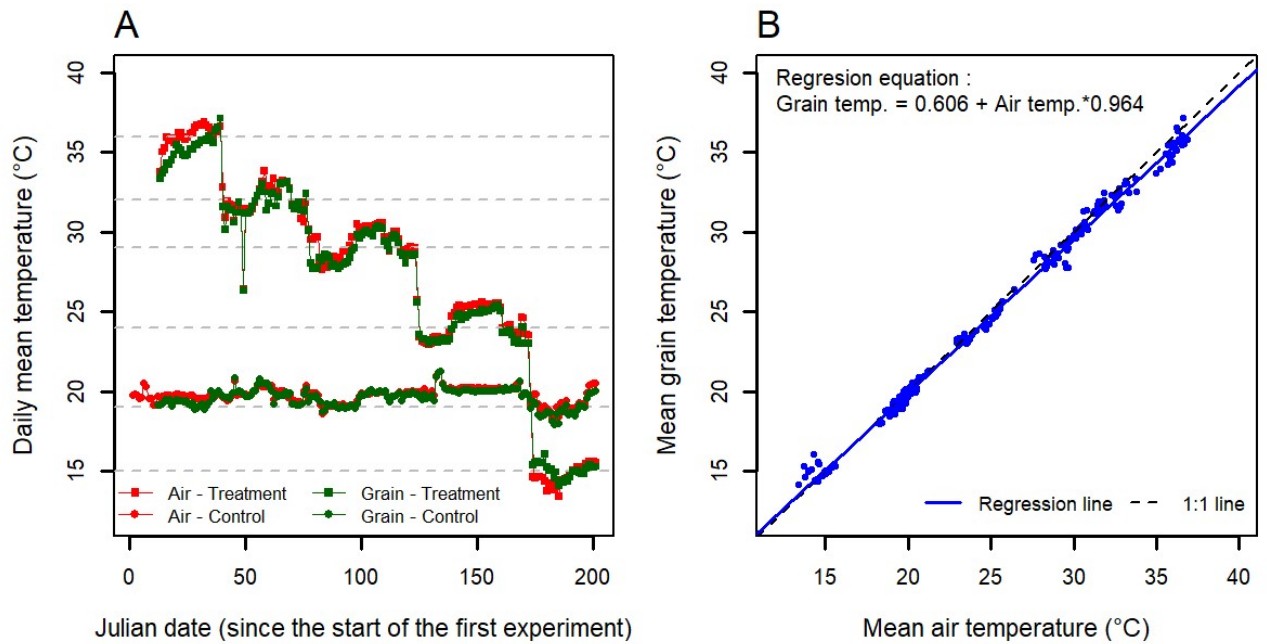 A
Daily mean temperature (°C)
40
35
30
25
20
15
Air - Treatment
Grain - Treatment
Air - Control
Grain - Control
0
50
100
150
200
Julian date (since the start of the first experiment)
B
Mean grain temperature (°C)
40
35
30
25
20
15
Regresion equation :
Grain temp. = 0.606 + Air temp.*0.964
Regression line
1:1 line
15
20
25
30
35
40
Mean air temperature (°C)